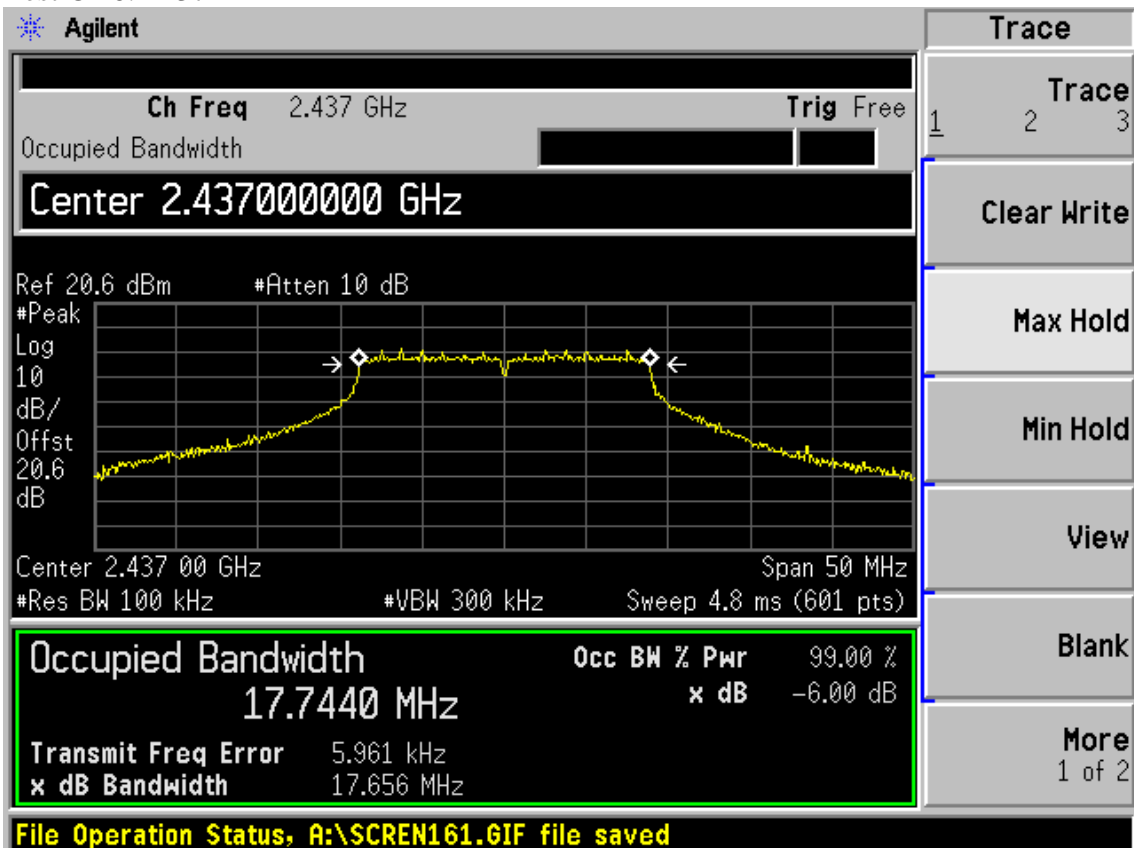 Agilent
Trace
Ch Freq 2.437 GHz Trig Free
Occupied Bandwidth
Center 2.437000000 GHz
Ref 20.6 dBm #Atten 10 dB
#Peak
Log
10
dB/
Offst
20.6
dB
Center 2.437 00 GHz Span 50 MHz
#Res BW 100 kHz #VBW 300 kHz Sweep 4.8 ms (601 pts)
Occupied Bandwidth Occ BW % Pwr 99.00 %
17.7440 MHz x dB -6.00 dB
Transmit Freq Error 5.961 kHz
x dB Bandwidth 17.656 MHz
File Operation Status, A:\SCREN161.GIF file saved
Trace
1 2 3
Clear Write
Max Hold
Min Hold
View
Blank
More
1 of 2